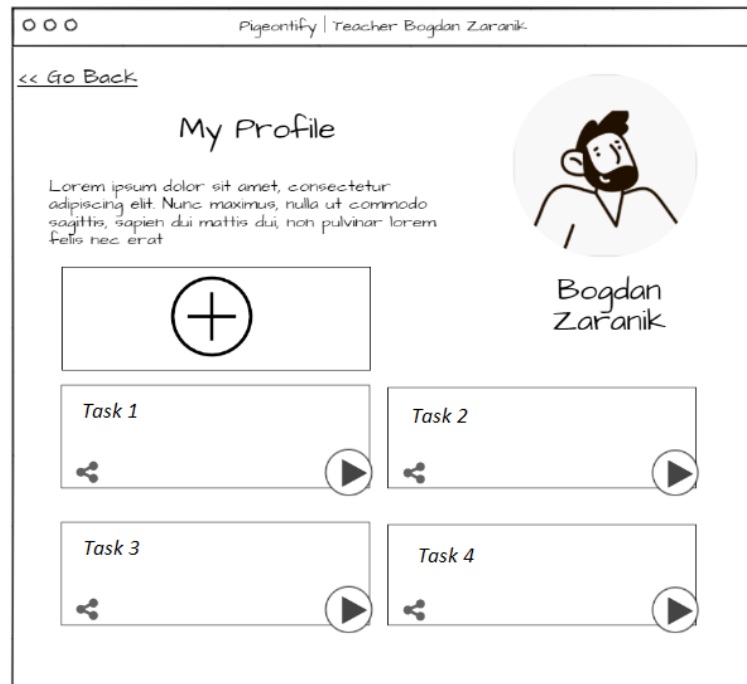 Pigeontify | Teacher Bogdan Zaranik
<< Go Back
My Profile
Lorem ipsum dolor sit amet, consectetur
adipiscing elit. Nunc maximus, nulla ut commodo
sagittis, sapien dui mattis dui, non pulvinar lorem
felis nec erat
Bogdan
Zaranik
Task 1
Task 2
Task 3
Task 4